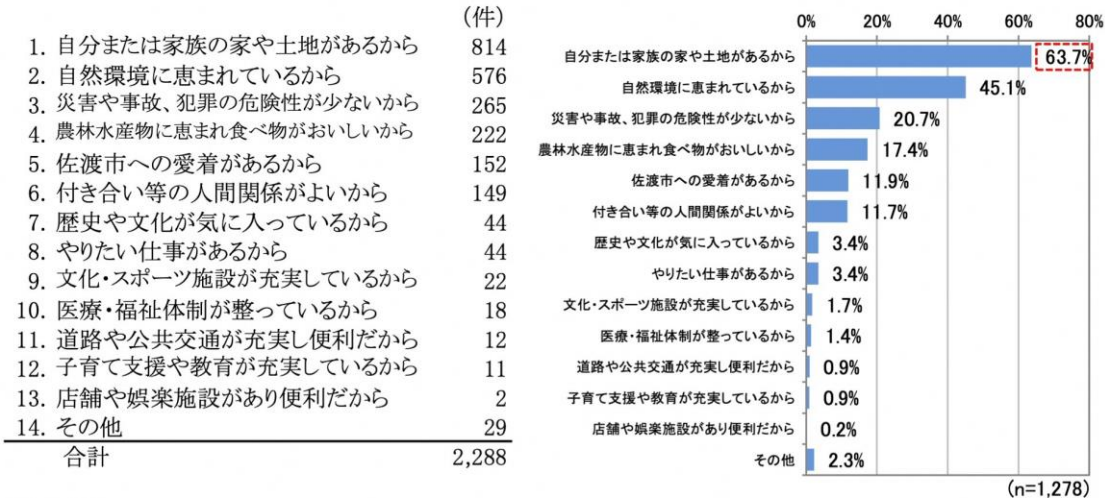 (件)
1. 自分または家族の家や土地があるから 814
2. 自然環境に恵まれているから 576
3. 災害や事故、犯罪の危険性が少ないから 265
4. 農林水産物に恵まれ食べ物がおいしいから 222
5. 佐渡市への愛着があるから 152
6. 付き合い等の人間関係がよいから 149
7. 歴史や文化が気に入っているから 44
8. やりたい仕事があるから 44
9. 文化・スポーツ施設が充実しているから 22
10. 医療・福祉体制が整っているから 18
11. 道路や公共交通が充実し便利だから 12
12. 子育て支援や教育が充実しているから 11
13. 店舗や娯楽施設があり便利だから 2
14. その他 29
合計 2,288
0% 20% 40% 60% 80%
自分または家族の家や土地があるから 63.7%
自然環境に恵まれているから 45.1%
災害や事故、犯罪の危険性が少ないから 20.7%
農林水産物に恵まれ食べ物がおいしいから 17.4%
佐渡市への愛着があるから 11.9%
付き合い等の人間関係がよいから 11.7%
歴史や文化が気に入っているから 3.4%
やりたい仕事があるから 3.4%
文化・スポーツ施設が充実しているから 1.7%
医療・福祉体制が整っているから 1.4%
道路や公共交通が充実し便利だから 0.9%
子育て支援や教育が充実しているから 0.9%
店舗や娯楽施設があり便利だから 0.2%
その他 2.3%
(n=1,278)